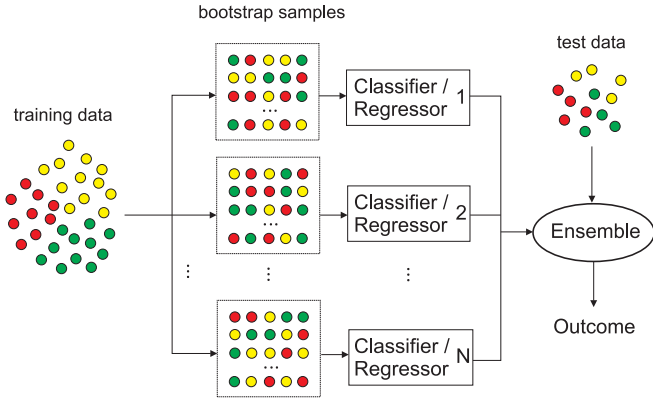 bootstrap samples
test data
training data
...
Classifier / 
Regressor 1
...
Classifier / 
Regressor 2
Ensemble
...
Classifier / 
Regressor N
...
Outcome